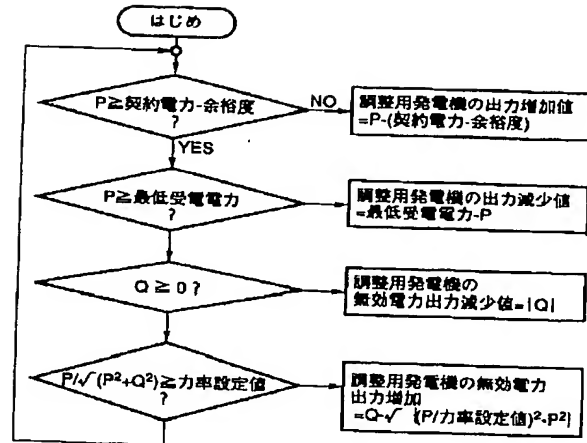 はじめ
P≧契約電力-余裕度
?
NO
調整用発電機の出力増加値
=P-(契約電力-余裕度)
YES
P≧最低受電電力
?
調整用発電機の出力減少値
=最低受電電力-P
Q≧0?
調整用発電機の
無効電力出力減少値=|Q|
P/√(P²+Q²)≧力率設定値
?
調整用発電機の無効電力
出力増加
=Q-√{(P/力率設定値)²-P²}